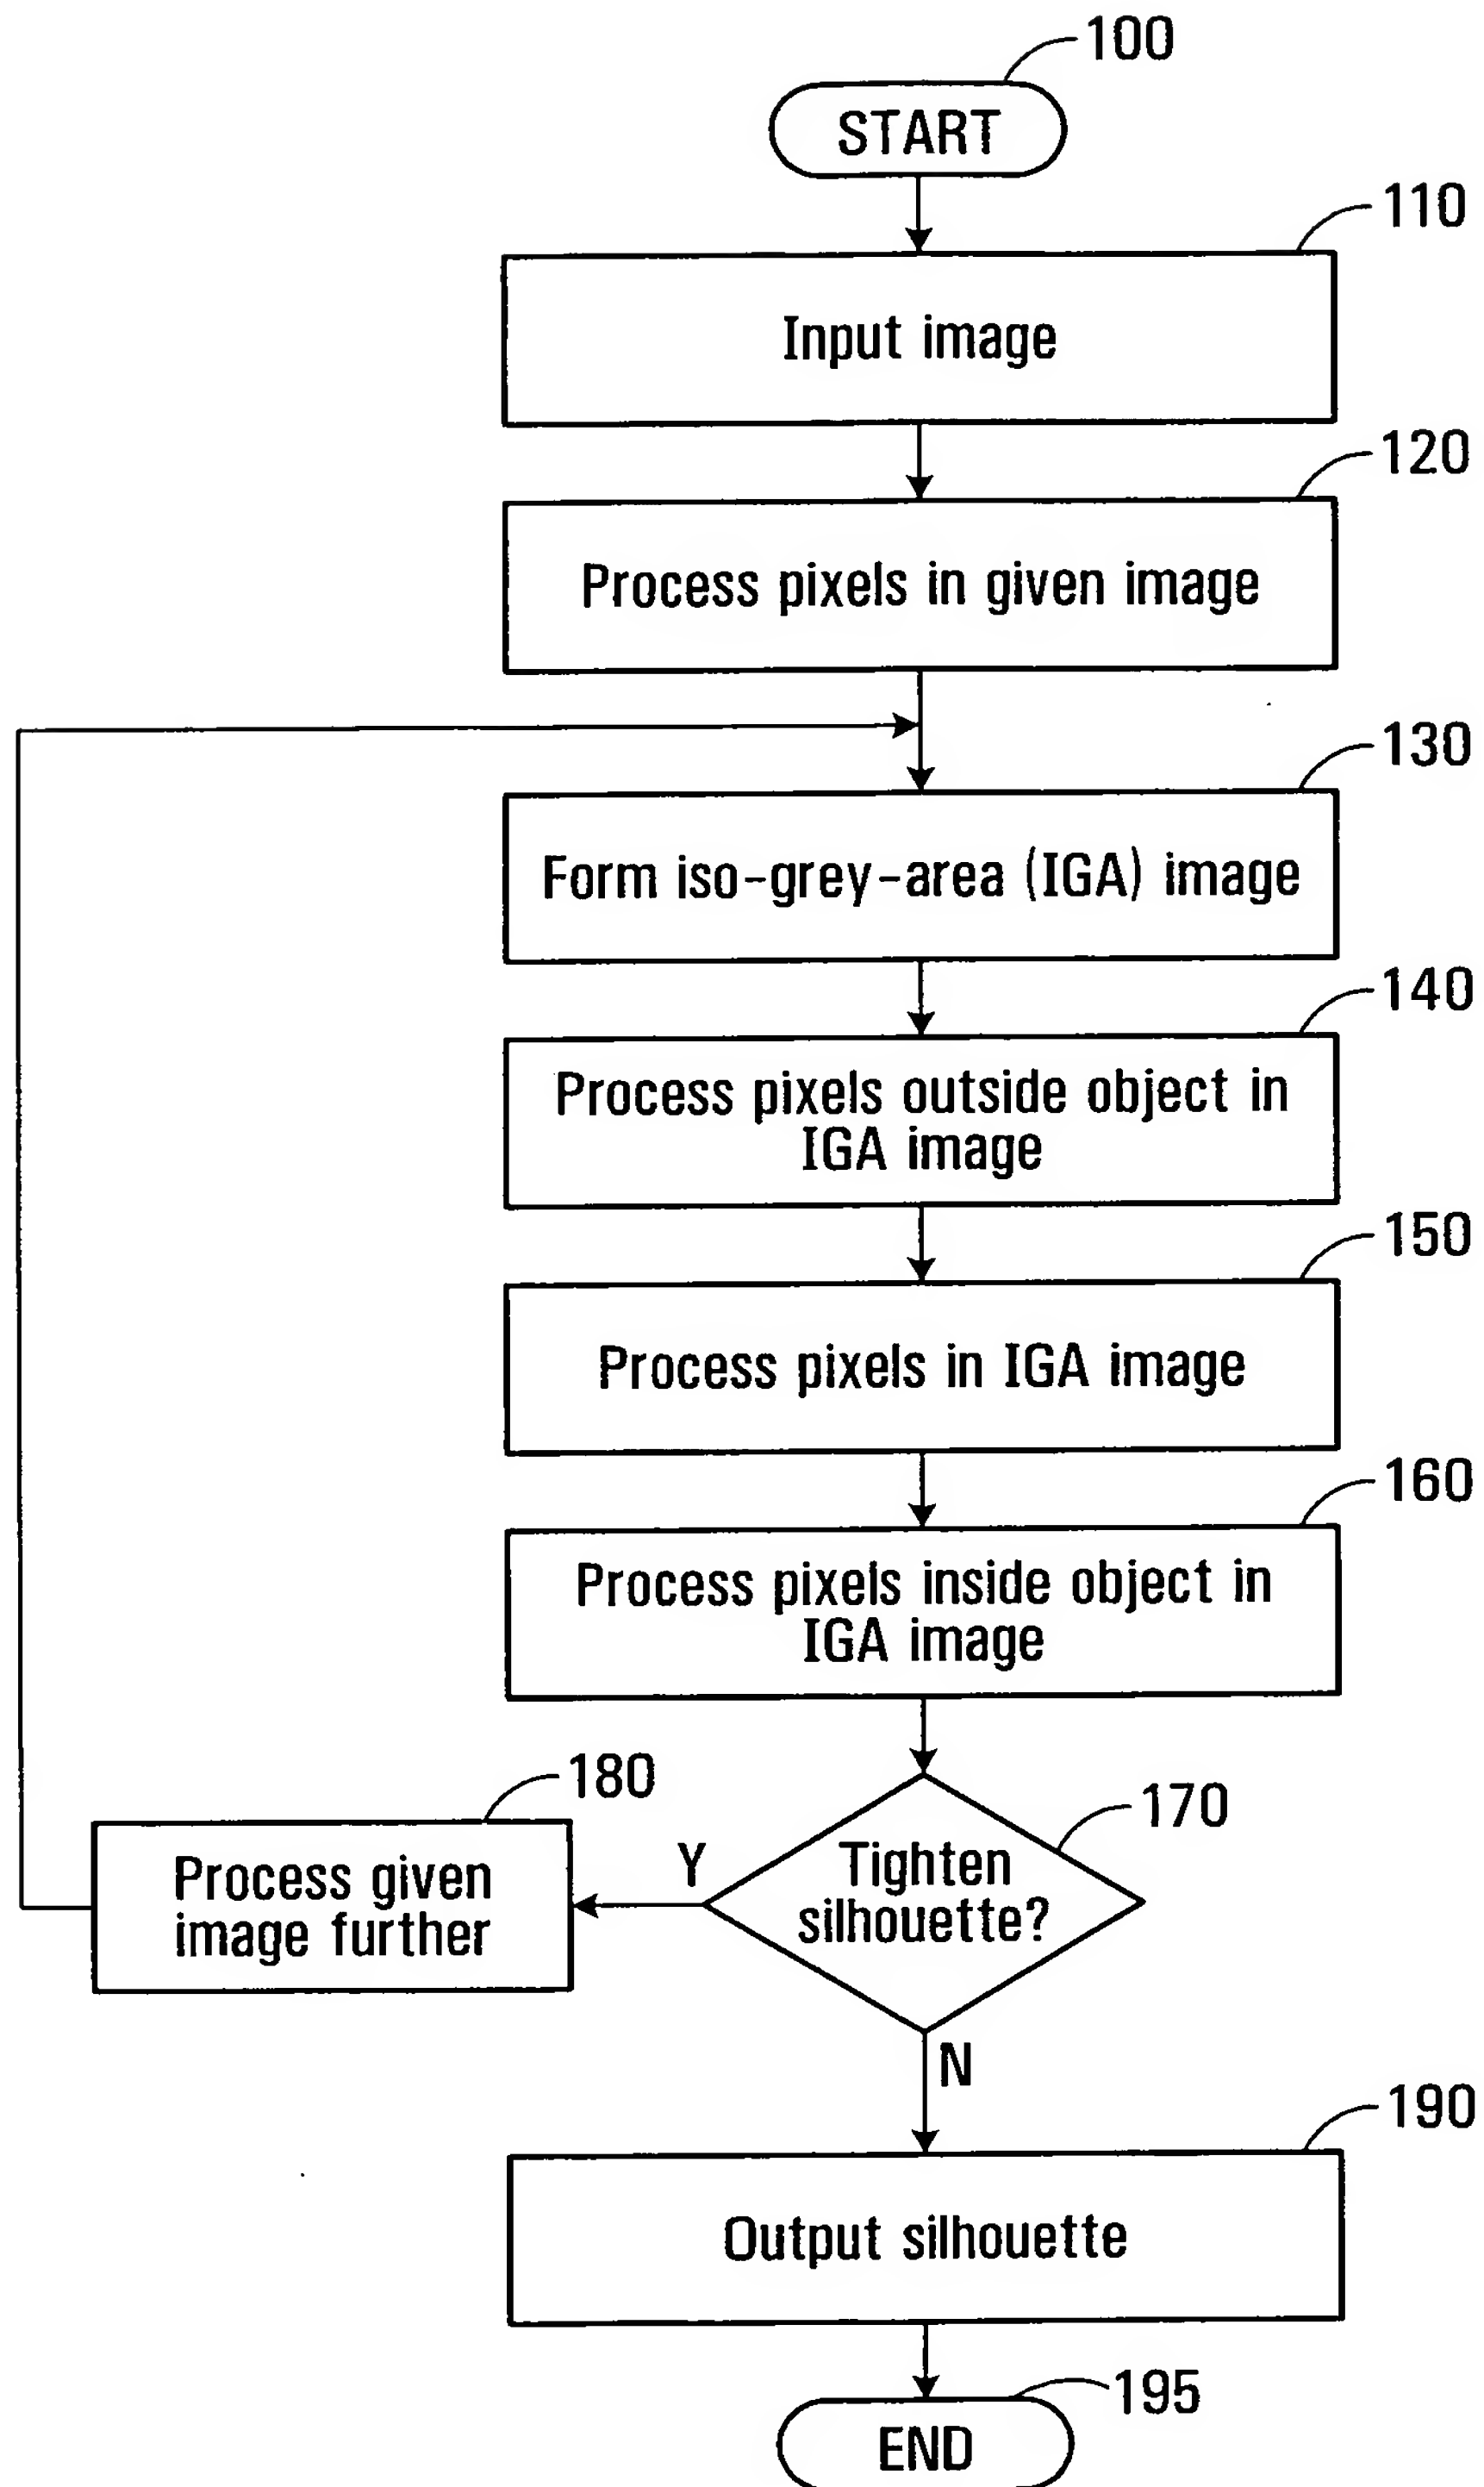 100
START
110
Input image
120
Process pixels in given image
130
Form iso-grey-area (IGA) image
140
Process pixels outside object in
IGA image
150
Process pixels in IGA image
160
Process pixels inside object in
IGA image
170
Tighten
silhouette?
Y
180
Process given
image further
N
190
Output silhouette
195
END